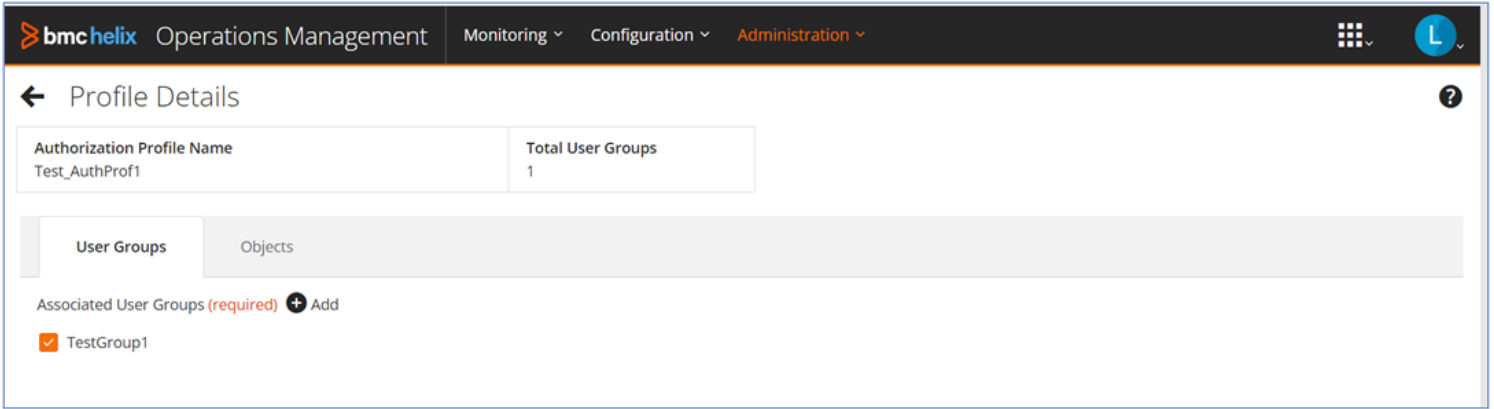 bmchelix Operations Management Monitoring Configuration Administration L
Profile Details ?
Authorization Profile Name Total User Groups
Test_AuthProf1 1
User Groups Objects
Associated User Groups (required) Add
TestGroup1